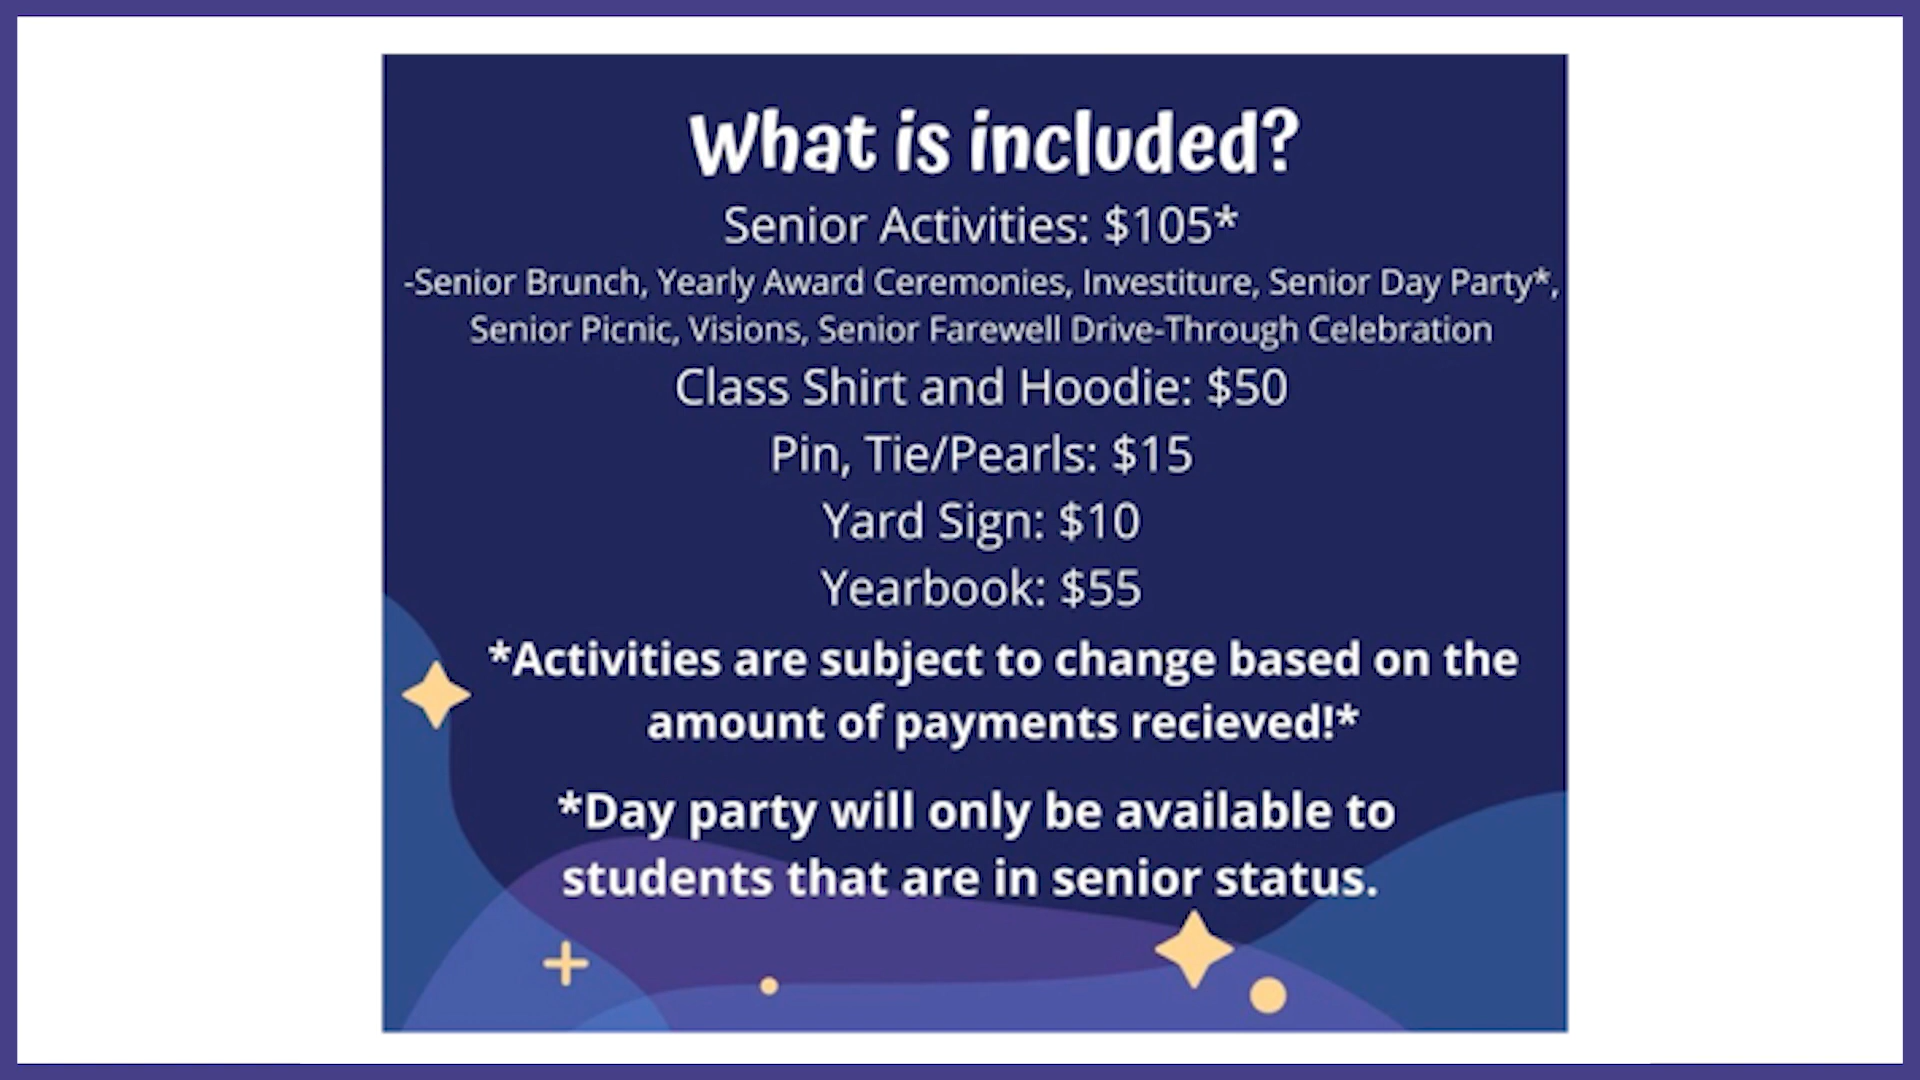 What is included?
Senior Activities: $105*
-Senior Brunch, Yearly Award Ceremonies, Investiture, Senior Day Party*,
Senior Picnic, Visions, Senior Farewell Drive-Through Celebration
Class Shirt and Hoodie: $50
Pin, Tie/Pearls: $15
Yard Sign: $10
Yearbook: $55
*Activities are subject to change based on the
amount of payments recieved!*
*Day party will only be available to
students that are in senior status.